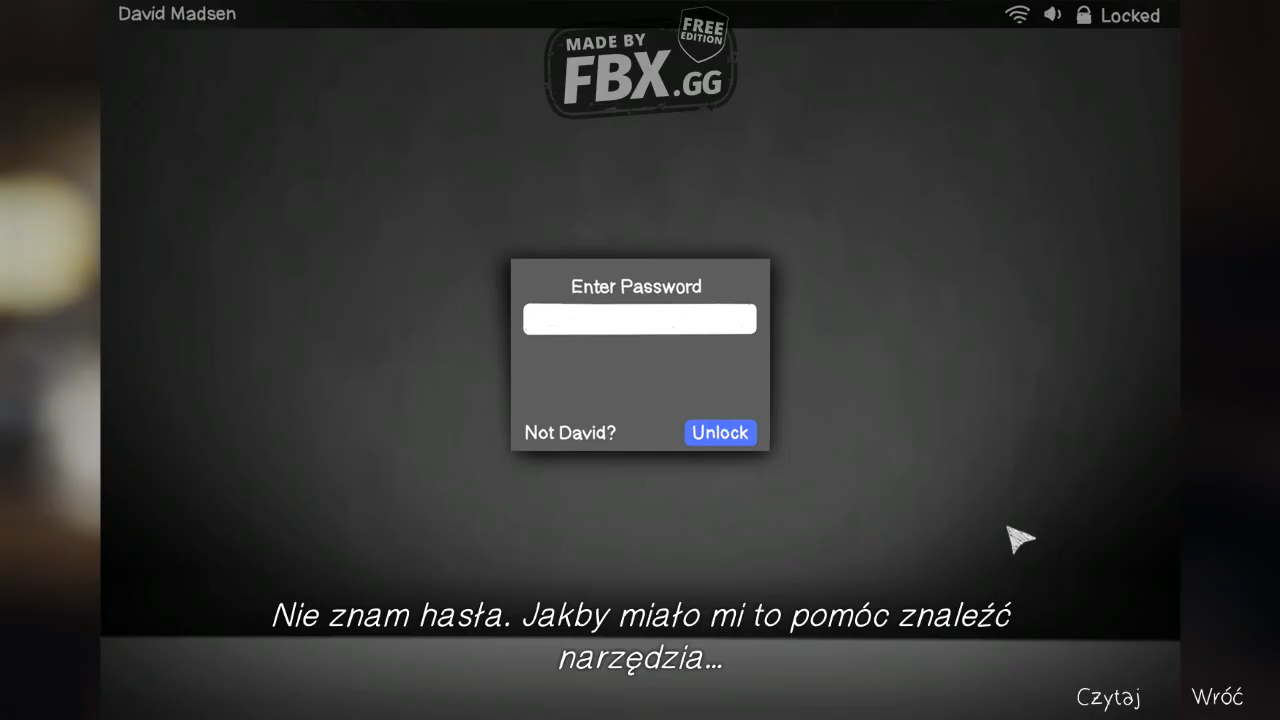 David Madsen
Locked
MADE BY
FREE
EDITION
FBX.GG
Enter Password
Not David?
Unlock
Nie znam hasła. Jakby miało mi to pomóc znaleźć
narzędzia...
Czytaj
Wróć